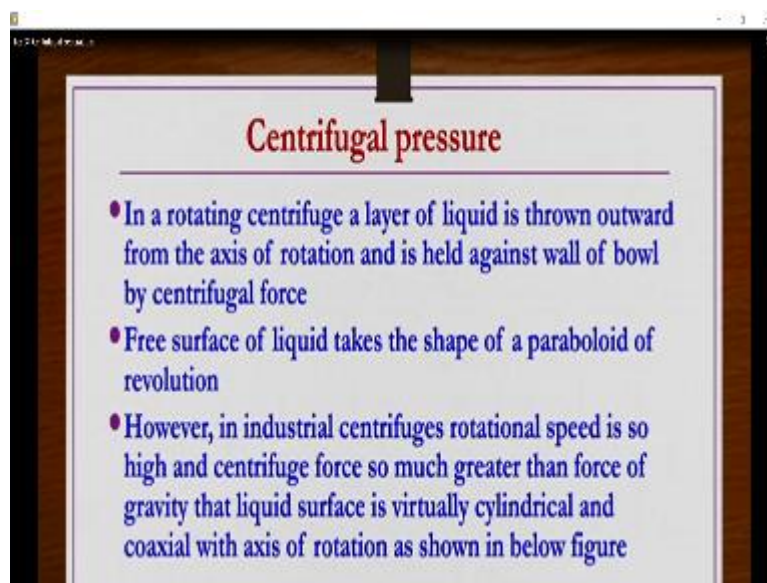 Centrifugal pressure
•In a rotating centrifuge a layer of liquid is thrown outward
from the axis of rotation and is held against wall of bowl
by centrifugal force
•Free surface of liquid takes the shape of a paraboloid of
revolution
•However, in industrial centrifuges rotational speed is so
high and centrifuge force so much greater than force of
gravity that liquid surface is virtually cylindrical and
coaxial with axis of rotation as shown in below figure